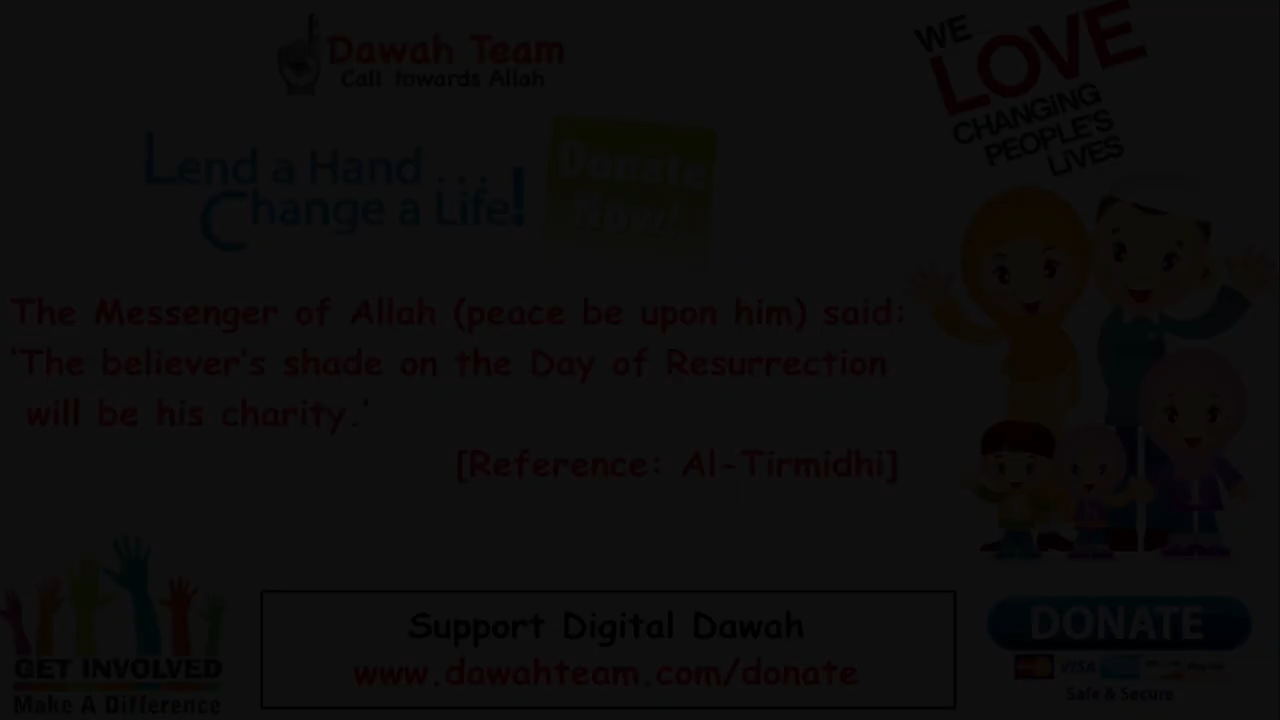 Dawah Team
Call towards Allah
WE
LOVE
CHANGING
PEOPLE'S
LIVES
Lend a Hand . . .
Change a Life!
Donate
Now!
The Messenger of Allah (peace be upon him) said:
'The believer's shade on the Day of Resurrection
will be his charity.'
[Reference: Al-Tirmidhi]
GET INVOLVED
Make A Difference
Support Digital Dawah
www.dawahteam.com/donate
DONATE
VISA
Safe & Secure